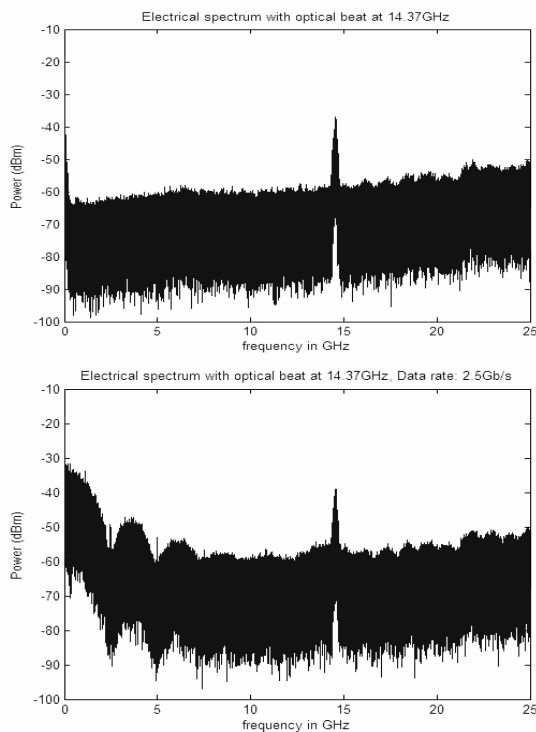 Electrical spectrum with optical beat at 14.37GHz
-10
-20
-30
-40
-50
-60
-70
-80
-90
-100
Power (dBm)
0 5 10 15 20 25
frequency in GHz
Electrical spectrum with optical beat at 14.37GHz, Data rate: 2.5Gb/s
-10
-20
-30
-40
-50
-60
-70
-80
-90
-100
Power (dBm)
0 5 10 15 20 25
frequency in GHz